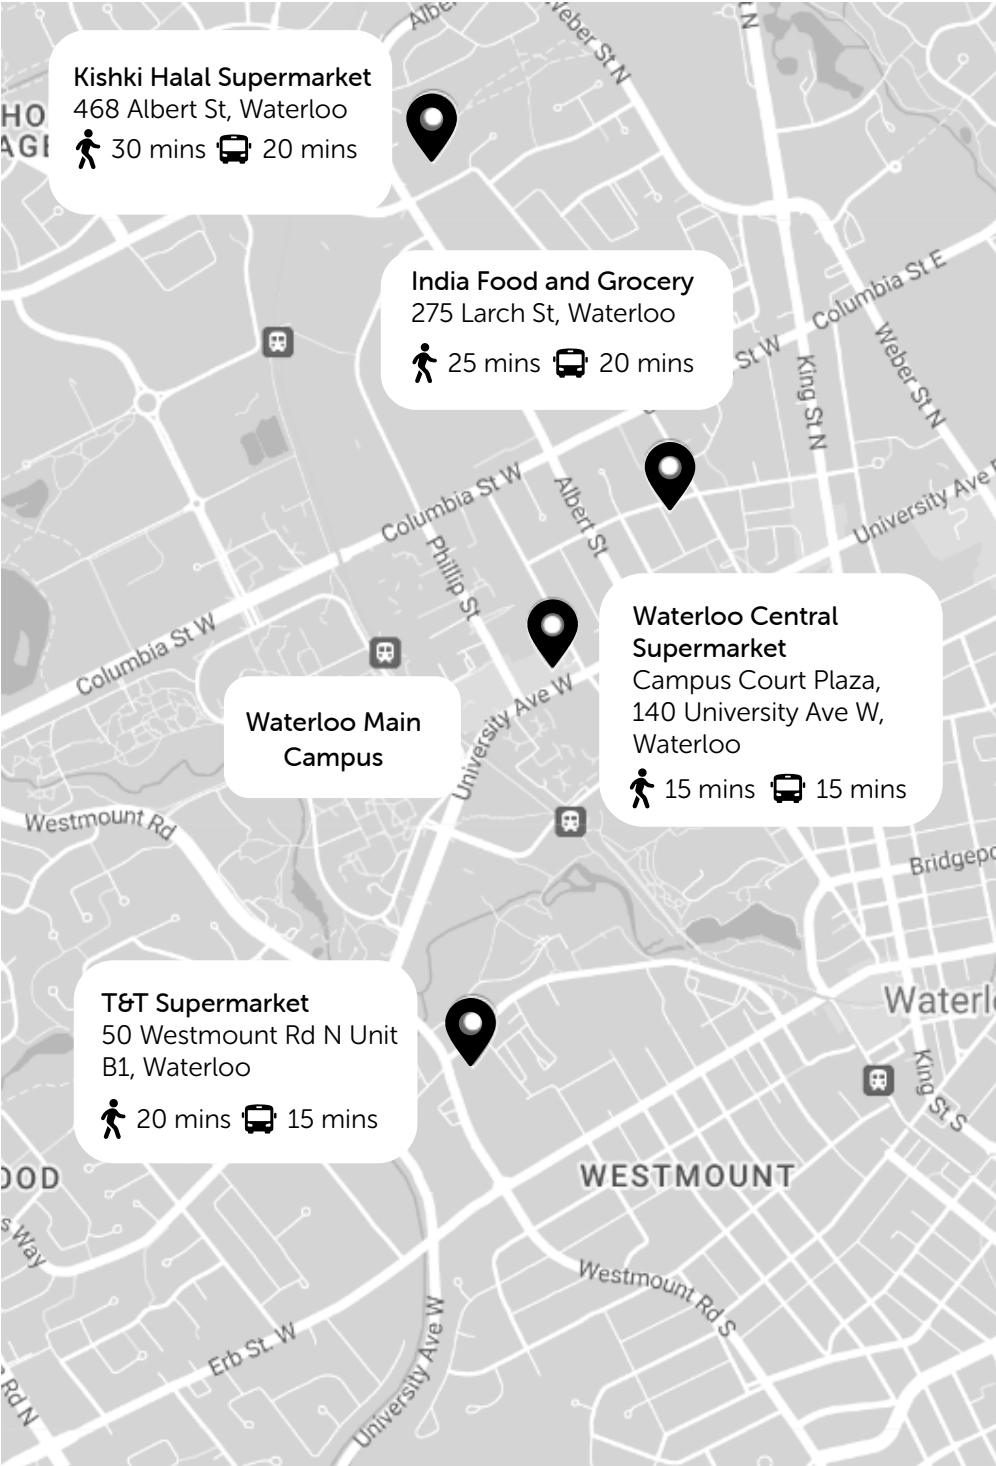 Weber St N
Kishki Halal Supermarket
468 Albert St, Waterloo
30 mins 20 mins
India Food and Grocery
275 Larch St, Waterloo
25 mins 20 mins
Columbia St E
St W
King St N
Weber St N
University Ave
Columbia St W
Albert St
Phillip St
Columbia St W
Waterloo Central
Supermarket
Campus Court Plaza,
140 University Ave W,
Waterloo
15 mins 15 mins
Waterloo Main
Campus
University Ave W
Westmount Rd
T&T Supermarket
50 Westmount Rd N Unit
B1, Waterloo
20 mins 15 mins
King St S
WESTMOUNT
s Way
Westmount Rd S
Erb St. W
University Ave W
Rd N